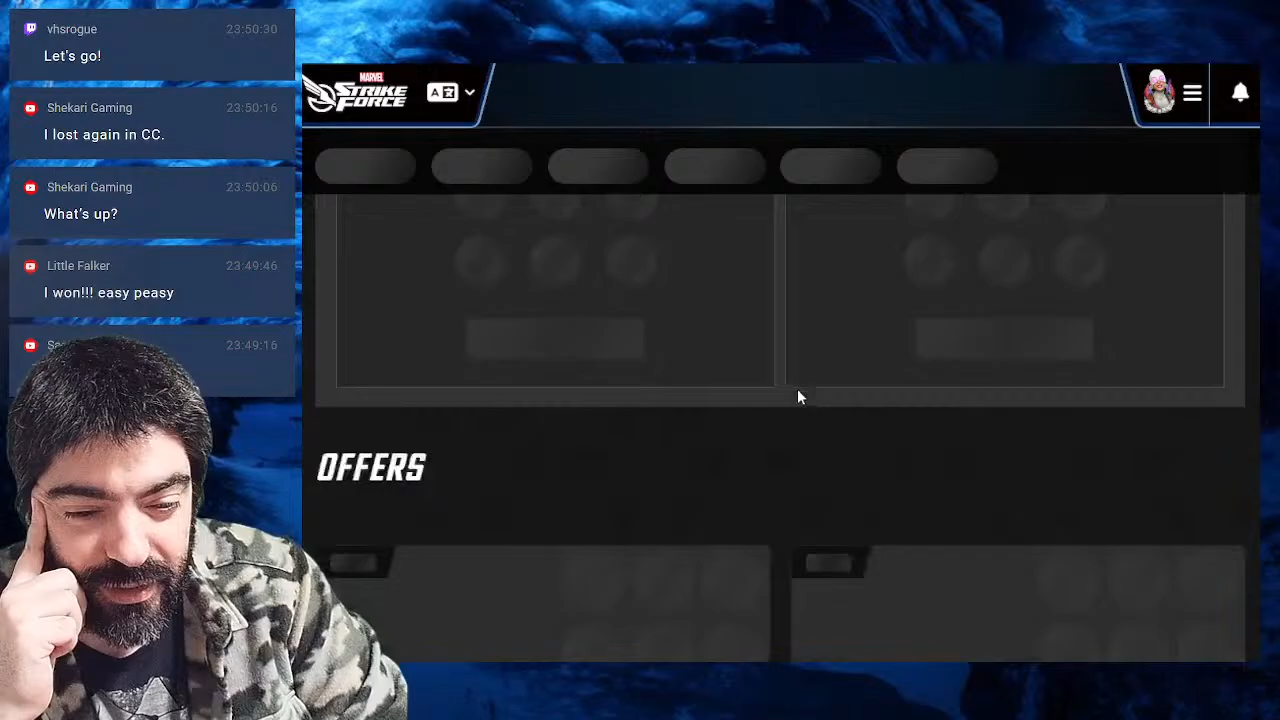 vhsrogue 23:50:30
Let's go!
Shekari Gaming 23:50:16
I lost again in CC.
Shekari Gaming 23:50:06
What's up?
Little Falker 23:49:46
I won!!! easy peasy
23:49:16
MARVEL
STRIKE
FORCE
OFFERS